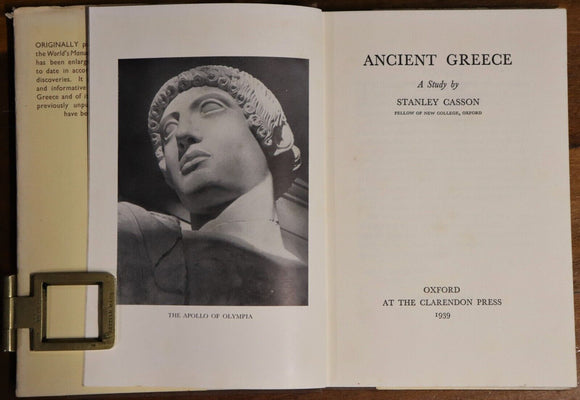 ORIGINALLY p
the World's Mana
has been enlarg
to date in acco
discoveries. It
and informative
Greece and of i
previously unpu
have be
THE APOLLO OF OLYMPIA
ANCIENT GREECE
A Study by
STANLEY CASSON
FELLOW OF NEW COLLEGE, OXFORD
OXFORD
AT THE CLARENDON PRESS
1939